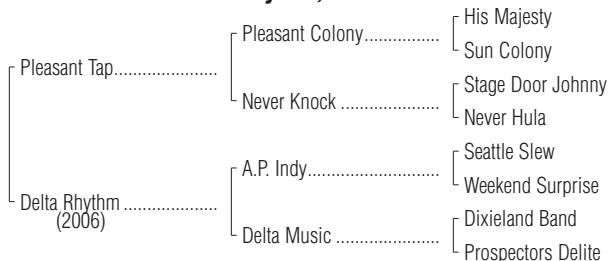 His Majesty
Pleasant Colony................
Sun Colony
Pleasant Tap......................
Stage Door Johnny
Never Knock .....................
Never Hula
Seattle Slew
A.P. Indy............................
Weekend Surprise
Delta Rhythm ....................
(2006)
Dixieland Band
Delta Music ......................
Prospectors Delite